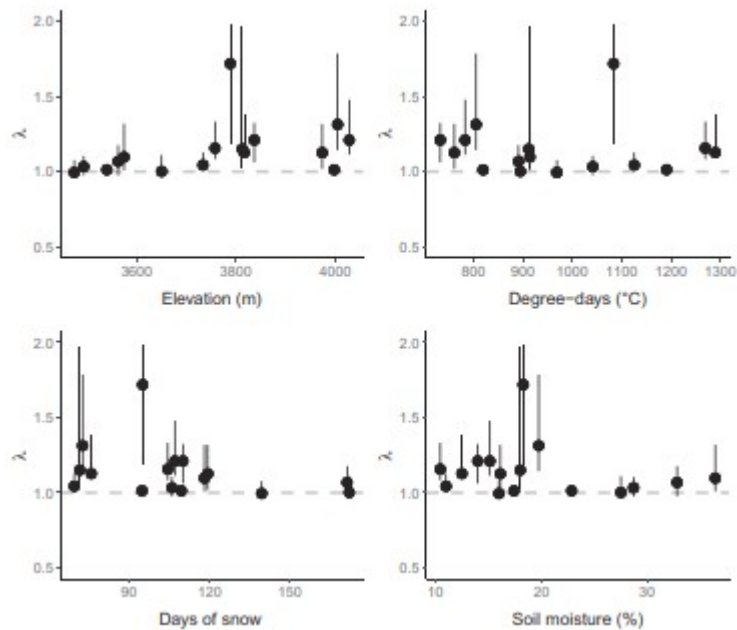 2.0
1.5
λ
1.0
0.5
3600 3800 4000
Elevation (m)
2.0
1.5
λ
1.0
0.5
800 900 1000 1100 1200 1300
Degree−days (°C)
2.0
1.5
λ
1.0
0.5
90 120 150
Days of snow
2.0
1.5
λ
1.0
0.5
10 20 30
Soil moisture (%)